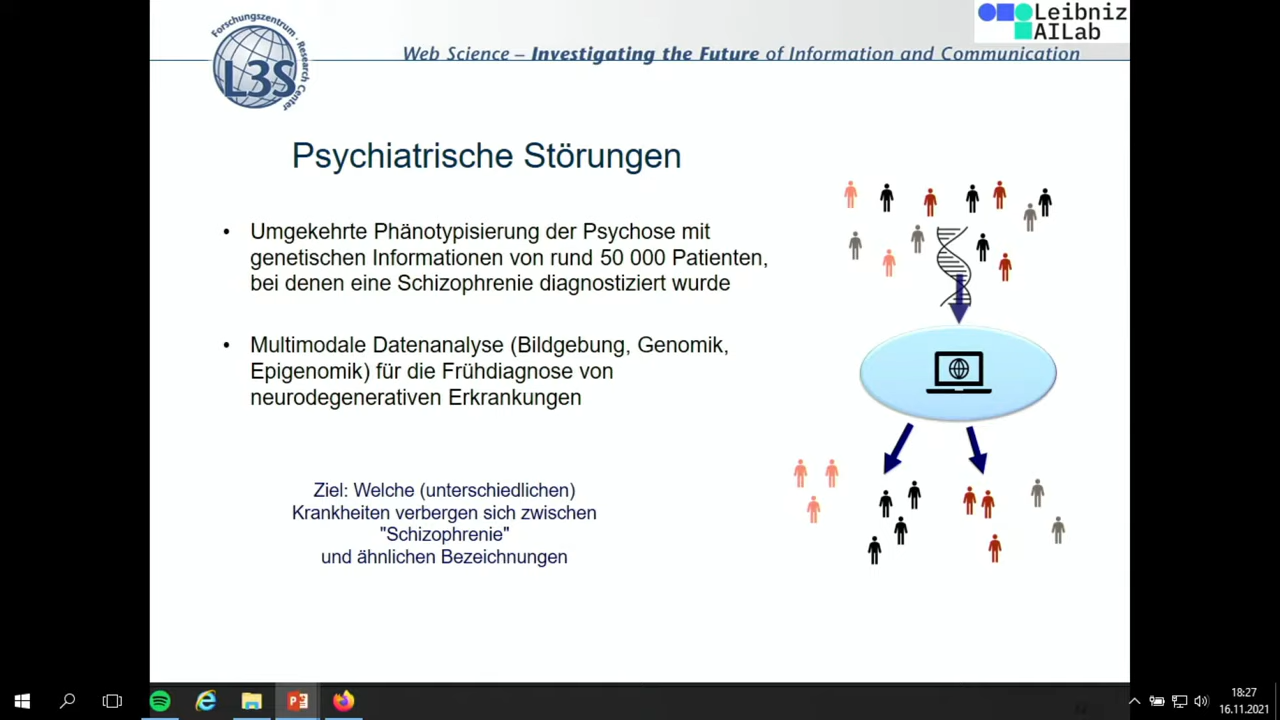 Forschungszentrum · Research Center
L3S
Leibniz
AILab
Web Science – Investigating the Future of Information and Communication
Psychiatrische Störungen
• Umgekehrte Phänotypisierung der Psychose mit
genetischen Informationen von rund 50 000 Patienten,
bei denen eine Schizophrenie diagnostiziert wurde
• Multimodale Datenanalyse (Bildgebung, Genomik,
Epigenomik) für die Frühdiagnose von
neurodegenerativen Erkrankungen
Ziel: Welche (unterschiedlichen)
Krankheiten verbergen sich zwischen
"Schizophrenie"
und ähnlichen Bezeichnungen
18:27
16.11.2021